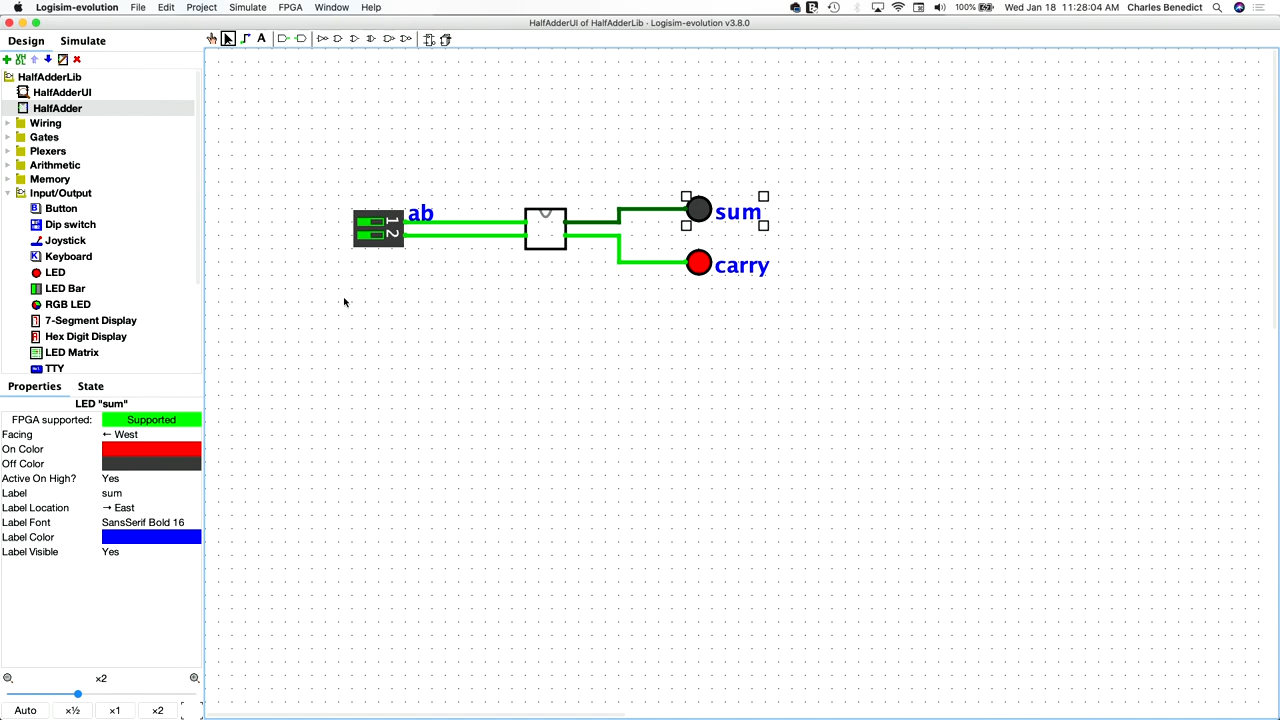 Logisim-evolution File Edit Project Simulate FPGA Window Help 100% Wed Jan 18 11:28:04 AM Charles Benedict
HalfAdderUI of HalfAdderLib · Logisim-evolution v3.8.0
Design Simulate
A
HalfAdderLib
HalfAdderUI
HalfAdder
Wiring
Gates
Plexers
Arithmetic
Memory
Input/Output
Button
Dip switch
Joystick
Keyboard
LED
LED Bar
RGB LED
7-Segment Display
Hex Digit Display
LED Matrix
TTY
1
2
ab
sum
carry
Properties State
LED "sum"
FPGA supported: Supported
Facing ← West
On Color
Off Color
Active On High? Yes
Label sum
Label Location → East
Label Font SansSerif Bold 16
Label Color
Label Visible Yes
x2
Auto x½ x1 x2